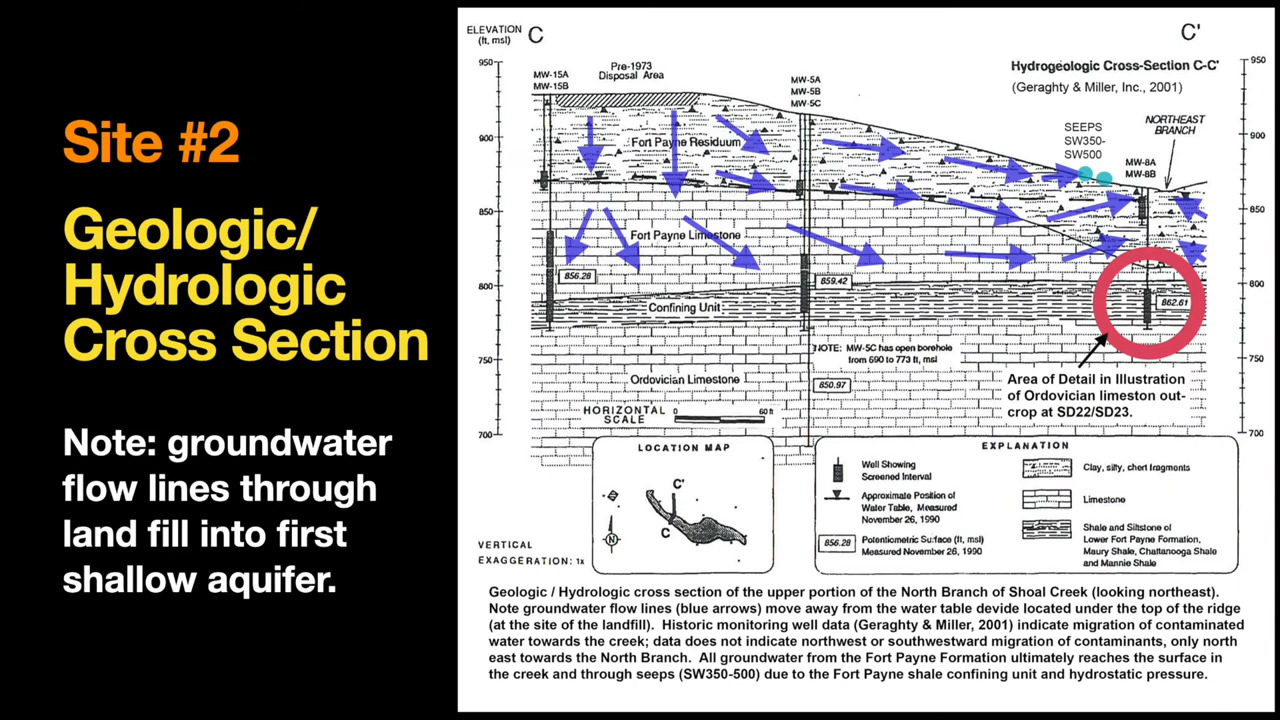 Site #2
Geologic/
Hydrologic
Cross Section
Note: groundwater
flow lines through
land fill into first
shallow aquifer.
ELEVATION
(ft, msl)
C
C'
950
900
850
800
750
700
950
900
850
800
750
700
MW-15A
MW-15B
Pre-1973
Disposal Area
MW-5A
MW-5B
MW-5C
Hydrogeologic Cross-Section C-C'
(Geraghty & Miller, Inc., 2001)
SEEPS
SW350-
SW500
NORTHEAST
BRANCH
MW-8A
MW-8B
Fort Payne Residuum
Fort Payne Limestone
856.28
859.42
862.61
Confining Unit
NOTE: MW-5C has open borehole
from 690 to 773 ft, msl
Ordovician Limestone
850.97
Area of Detail in Illustration
of Ordovician limeston out-
crop at SD22/SD23.
HORIZONTAL
SCALE
0
60 ft
LOCATION MAP
C'
C
N
VERTICAL
EXAGGERATION: 1x
EXPLANATION
Well Showing
Screened Interval
Approximate Position of
Water Table, Measured
November 26, 1990
856.28
Potentiometric Surface (ft, msl)
Measured November 26, 1990
Clay, silty, chert fragments
Limestone
Shale and Siltstone of
Lower Fort Payne Formation,
Maury Shale, Chattanooga Shale
and Mannie Shale
Geologic / Hydrologic cross section of the upper portion of the North Branch of Shoal Creek (looking northeast).
Note groundwater flow lines (blue arrows) move away from the water table devide located under the top of the ridge
(at the site of the landfill). Historic monitoring well data (Geraghty & Miller, 2001) indicate migration of contaminated
water towards the creek; data does not indicate northwest or southwestward migration of contaminants, only north
east towards the North Branch. All groundwater from the Fort Payne Formation ultimately reaches the surface in
the creek and through seeps (SW350-500) due to the Fort Payne shale confining unit and hydrostatic pressure.